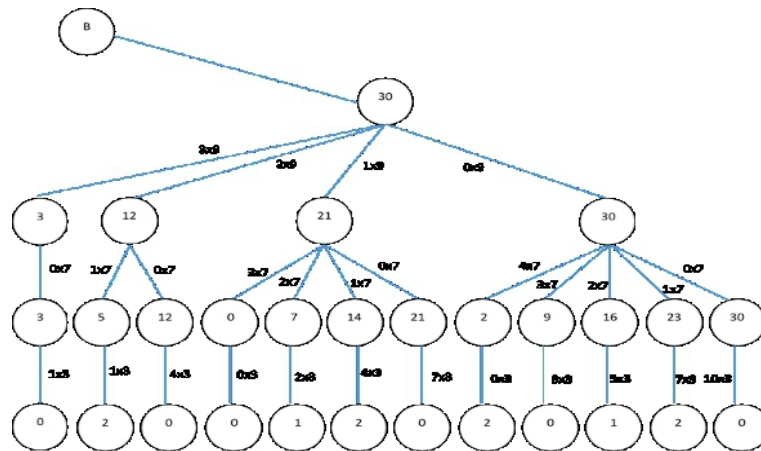 B
30
3x9 2x9 1x9 0x9
3 12 21 30
0x7 1x7 0x7 3x7 2x7 1x7 0x7 4x7 3x7 2x7 1x7 0x7
3 5 12 0 7 14 21 2 9 16 23 30
1x3 1x3 4x3 0x3 2x3 4x3 7x3 0x3 3x3 5x3 7x3 10x3
0 2 0 0 1 2 0 2 0 1 2 0